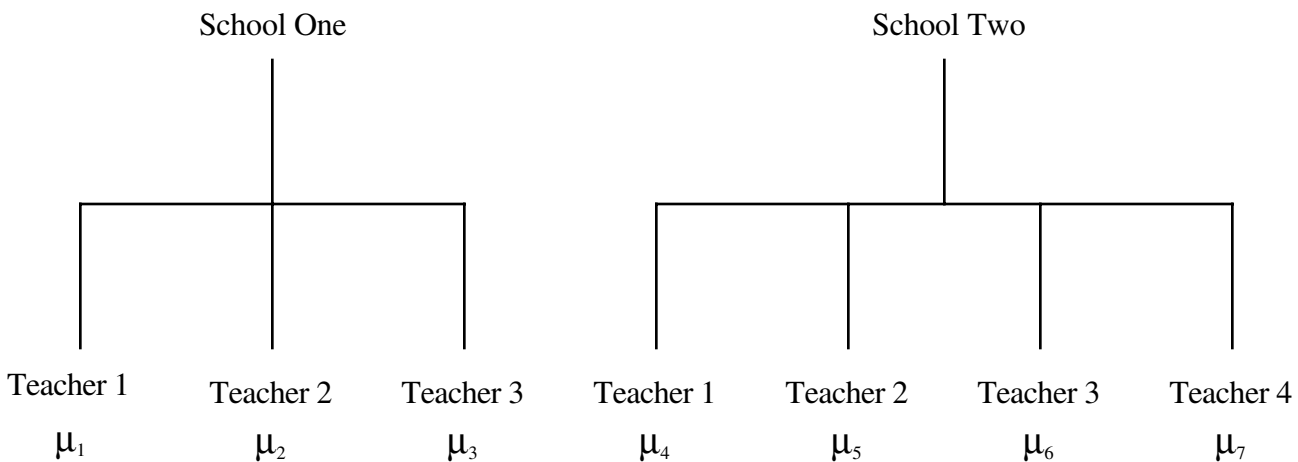 School One School Two
Teacher 1 Teacher 2 Teacher 3 Teacher 1 Teacher 2 Teacher 3 Teacher 4
μ₁ μ₂ μ₃ μ₄ μ₅ μ₆ μ₇